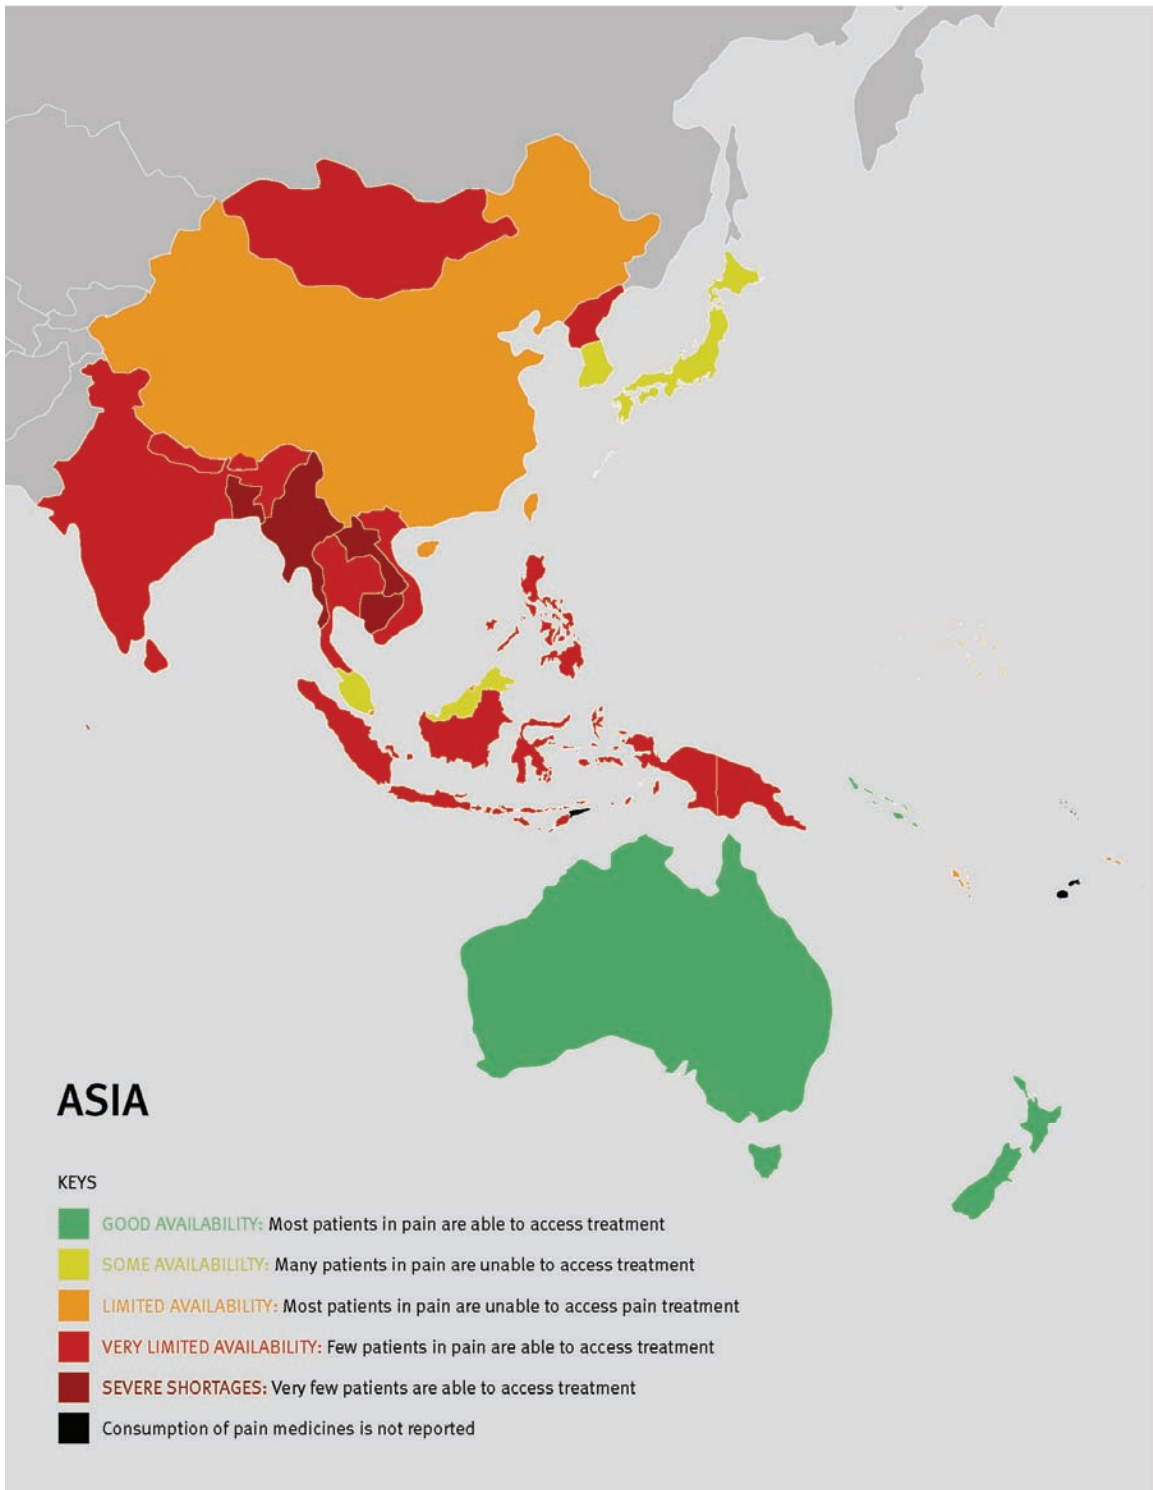 ASIA
KEYS
GOOD AVAILABILITY: Most patients in pain are able to access treatment
SOME AVAILABILILTY: Many patients in pain are unable to access treatment
LIMITED AVAILABILITY: Most patients in pain are unable to access pain treatment
VERY LIMITED AVAILABILITY: Few patients in pain are able to access treatment
SEVERE SHORTAGES: Very few patients are able to access treatment
Consumption of pain medicines is not reported